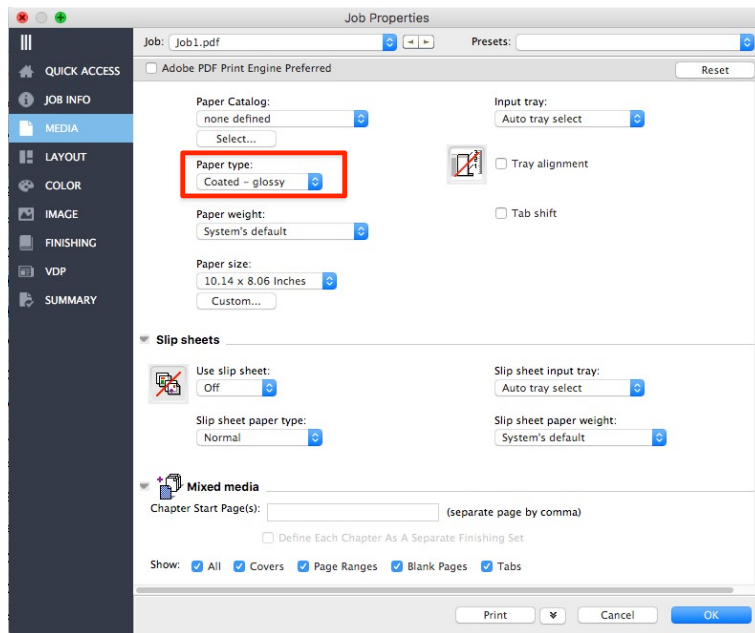 Job Properties
Job: Job1.pdf Presets:
QUICK ACCESS
JOB INFO
MEDIA
LAYOUT
COLOR
IMAGE
FINISHING
VDP
SUMMARY
Adobe PDF Print Engine Preferred Reset
Paper Catalog: Input tray:
none defined Auto tray select
Select...
Paper type:
Coated – glossy Tray alignment
Paper weight: Tab shift
System's default
Paper size:
10.14 x 8.06 Inches
Custom...
Slip sheets
Use slip sheet: Slip sheet input tray:
Off Auto tray select
Slip sheet paper type: Slip sheet paper weight:
Normal System's default
Mixed media
Chapter Start Page(s): (separate page by comma)
Define Each Chapter As A Separate Finishing Set
Show: All Covers Page Ranges Blank Pages Tabs
Print Cancel OK